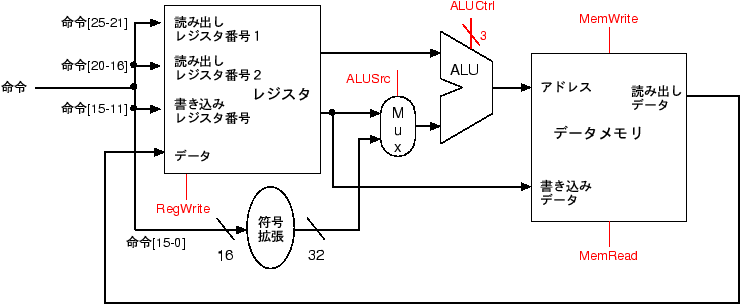 ALUCtrl
3
MemWrite
命令[25-21]
読み出し
レジスタ番号1
命令[20-16]
読み出し
レジスタ番号2
ALUSrc
ALU
命令
レジスタ
アドレス
読み出し
データ
命令[15-11]
書き込み
レジスタ番号
M
u
x
データメモリ
データ
書き込み
データ
RegWrite
符号
拡張
命令[15-0]
16
32
MemRead